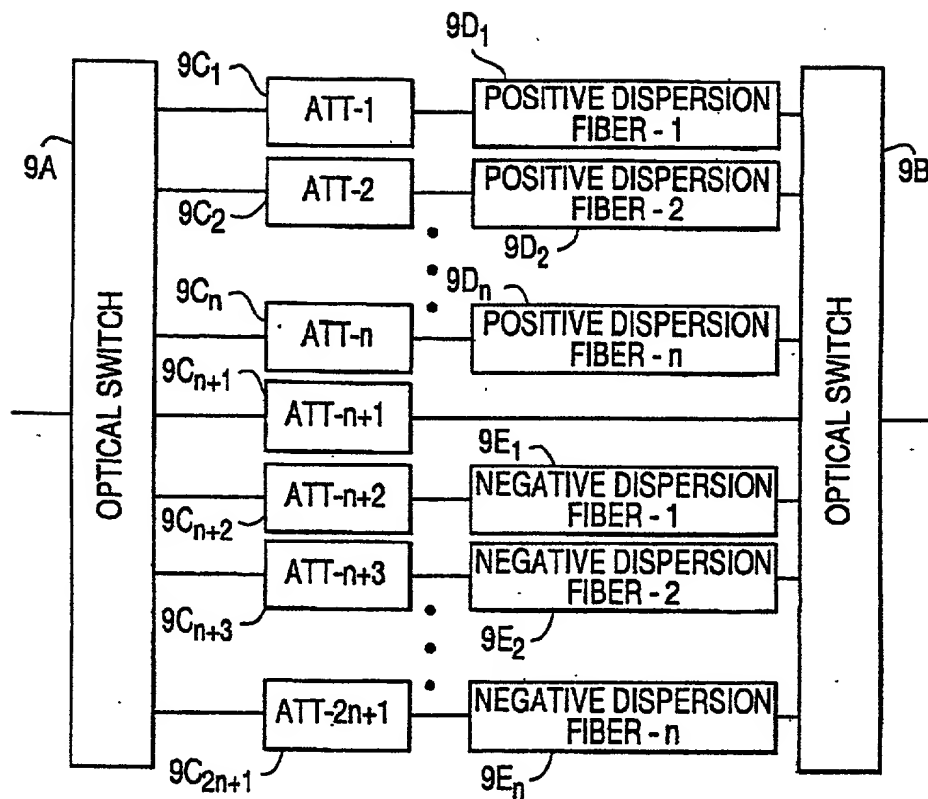 9D₁
9C₁
ATT-1
POSITIVE DISPERSION
FIBER - 1
9A
9B
ATT-2
POSITIVE DISPERSION
FIBER - 2
9C₂
9D₂
9Cₙ
9Dₙ
ATT-n
POSITIVE DISPERSION
FIBER - n
OPTICAL SWITCH
OPTICAL SWITCH
9Cₙ₊₁
ATT-n+1
9E₁
ATT-n+2
NEGATIVE DISPERSION
FIBER - 1
9Cₙ₊₂
ATT-n+3
NEGATIVE DISPERSION
FIBER - 2
9Cₙ₊₃
9E₂
ATT-2n+1
NEGATIVE DISPERSION
FIBER - n
9C₂ₙ₊₁
9Eₙ